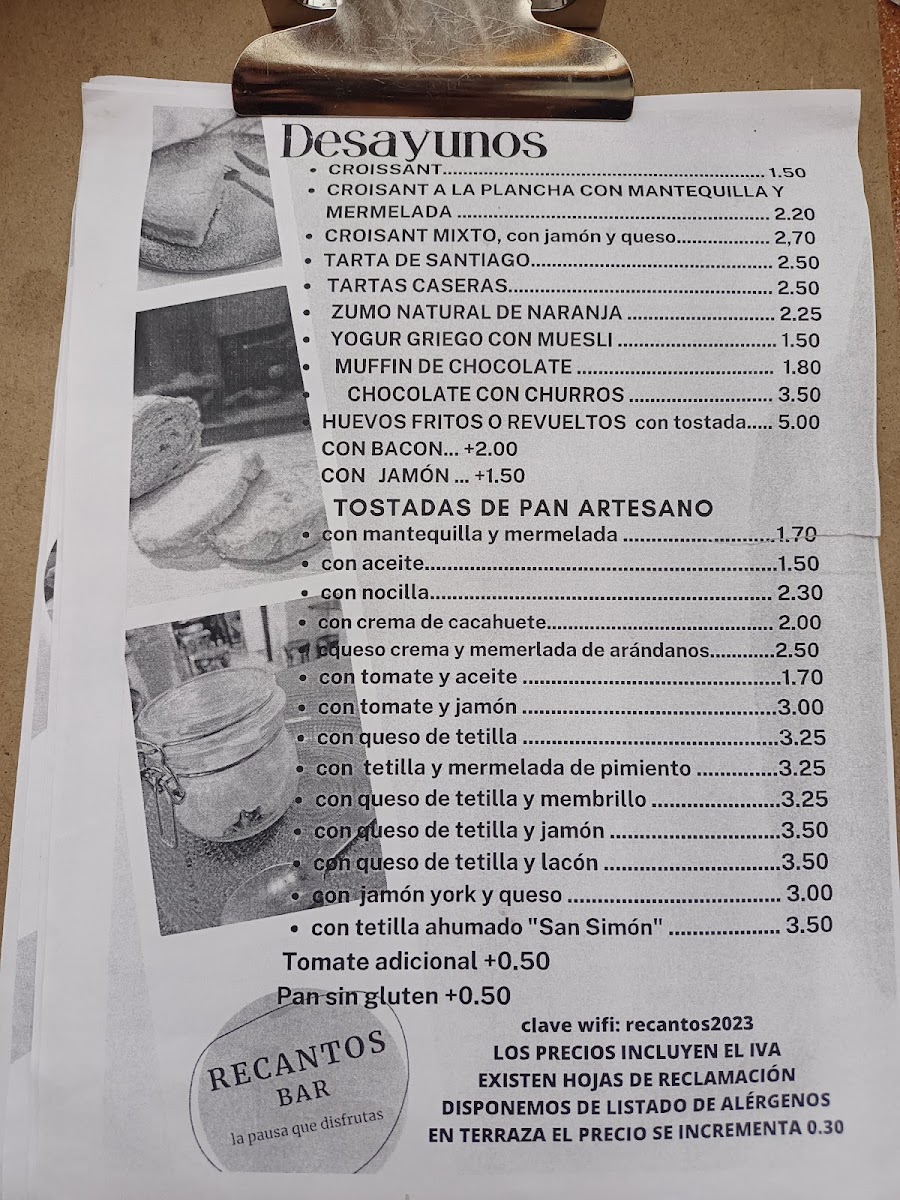 Desayunos
• CROISSANT........................................................ 1.50
• CROISANT A LA PLANCHA CON MANTEQUILLA Y
MERMELADA ...................................................... 2.20
• CROISANT MIXTO, con jamón y queso................ 2,70
• TARTA DE SANTIAGO.......................................... 2.50
• TARTAS CASERAS.............................................. 2.50
• ZUMO NATURAL DE NARANJA ......................... 2.25
• YOGUR GRIEGO CON MUESLI .......................... 1.50
• MUFFIN DE CHOCOLATE ................................. 1.80
• CHOCOLATE CON CHURROS ........................ 3.50
• HUEVOS FRITOS O REVUELTOS con tostada..... 5.00
CON BACON... +2.00
CON JAMÓN ... +1.50
TOSTADAS DE PAN ARTESANO
• con mantequilla y mermelada .........................1.70
• con aceite..........................................................1.50
• con nocilla......................................................... 2.30
• con crema de cacahuete..................................... 2.00
• cqueso crema y memerlada de arándanos...........2.50
• con tomate y aceite ...........................................1.70
• con tomate y jamón ...........................................3.00
• con queso de tetilla ...........................................3.25
• con tetilla y mermelada de pimiento .............3.25
• con queso de tetilla y membrillo .....................3.25
• con queso de tetilla y jamón ............................3.50
• con queso de tetilla y lacón .............................3.50
• con jamón york y queso ................................... 3.00
• con tetilla ahumado "San Simón" ................... 3.50
Tomate adicional +0.50
Pan sin gluten +0.50
clave wifi: recantos2023
LOS PRECIOS INCLUYEN EL IVA
EXISTEN HOJAS DE RECLAMACIÓN
DISPONEMOS DE LISTADO DE ALÉRGENOS
EN TERRAZA EL PRECIO SE INCREMENTA 0.30
RECANTOS
BAR
la pausa que disfrutas